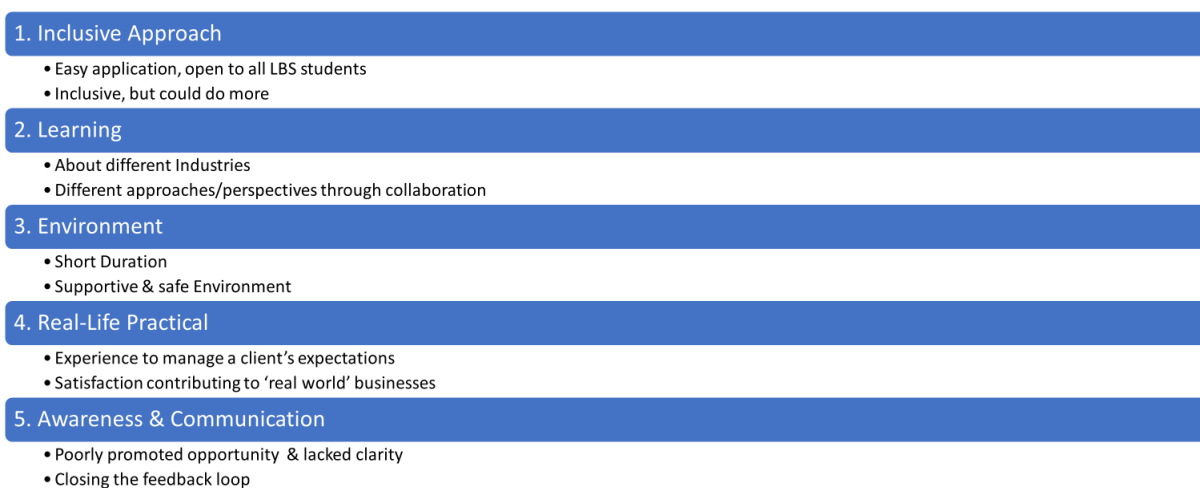 1. Inclusive Approach
• Easy application, open to all LBS students
• Inclusive, but could do more
2. Learning
• About different Industries
• Different approaches/perspectives through collaboration
3. Environment
• Short Duration
• Supportive & safe Environment
4. Real-Life Practical
• Experience to manage a client’s expectations
• Satisfaction contributing to ‘real world’ businesses
5. Awareness & Communication
• Poorly promoted opportunity & lacked clarity
• Closing the feedback loop